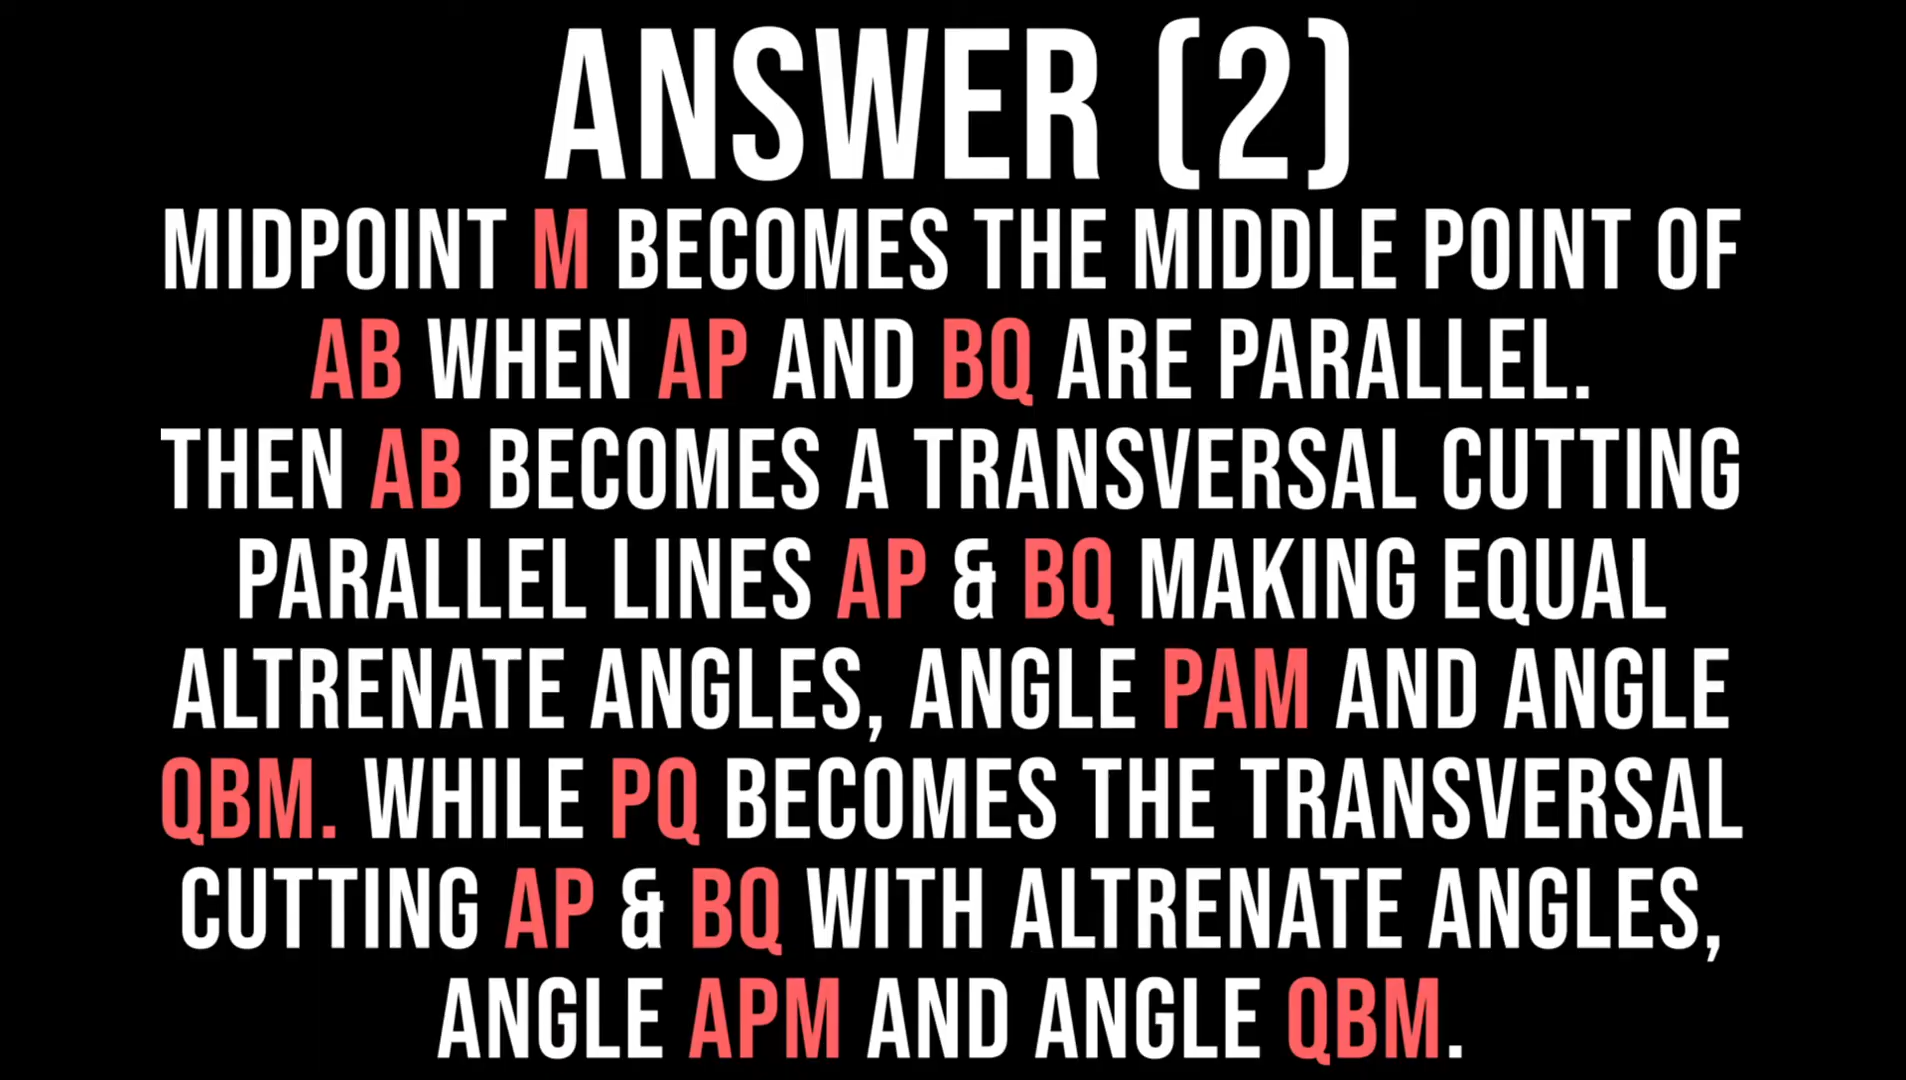 ANSWER (2)
MIDPOINT M BECOMES THE MIDDLE POINT OF
AB WHEN AP AND BQ ARE PARALLEL.
THEN AB BECOMES A TRANSVERSAL CUTTING
PARALLEL LINES AP & BQ MAKING EQUAL
ALTRENATE ANGLES, ANGLE PAM AND ANGLE
QBM. WHILE PQ BECOMES THE TRANSVERSAL
CUTTING AP & BQ WITH ALTRENATE ANGLES,
ANGLE APM AND ANGLE QBM.